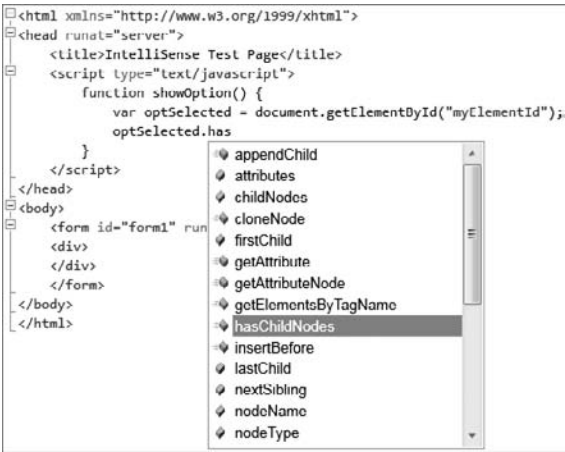 <html xmlns="http://www.w3.org/1999/xhtml">
<head runat="server">
<title>IntelliSense Test Page</title>
<script type="text/javascript">
function showOption() {
var optSelected = document.getElementById("myElementId");
optSelected.has
}
</script>
</head>
<body>
<form id="form1" run
<div>
</div>
</form>
</body>
</html>
appendChild
attributes
childNodes
cloneNode
firstChild
getAttribute
getAttributeNode
getElementsByTagName
hasChildNodes
insertBefore
lastChild
nextSibling
nodeName
nodeType